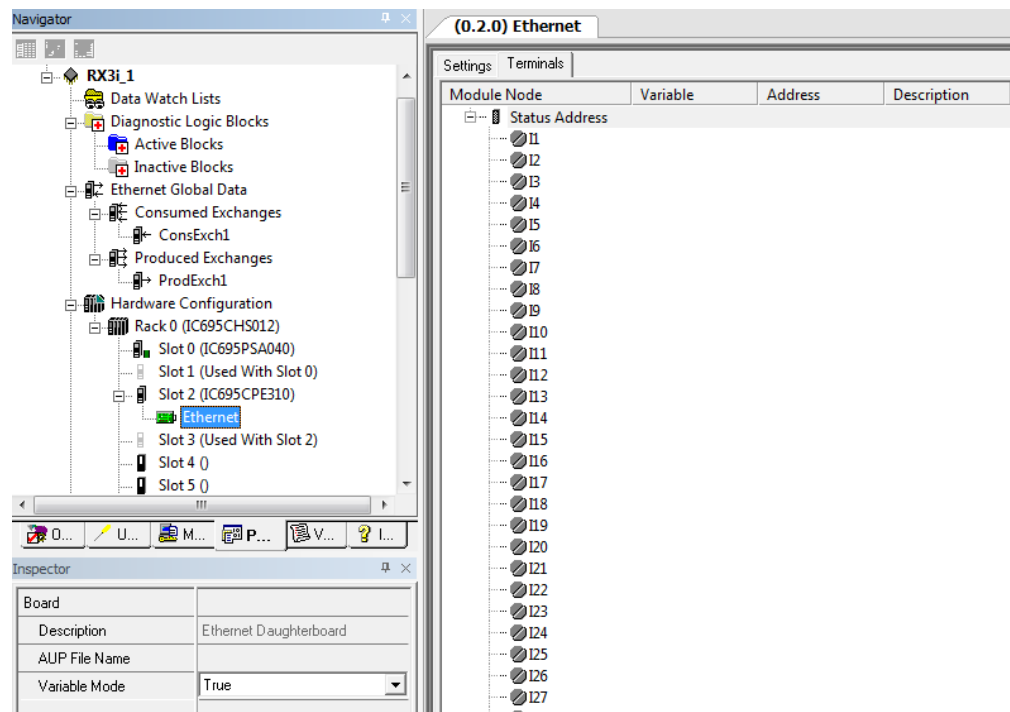 Navigator
RX3i_1
Data Watch Lists
Diagnostic Logic Blocks
Active Blocks
Inactive Blocks
Ethernet Global Data
Consumed Exchanges
ConsExch1
Produced Exchanges
ProdExch1
Hardware Configuration
Rack 0 (IC695CHS012)
Slot 0 (IC695PSA040)
Slot 1 (Used With Slot 0)
Slot 2 (IC695CPE310)
Ethernet
Slot 3 (Used With Slot 2)
Slot 4 ()
Slot 5 ()
O... U... M... P... V... I...
Inspector
Board
Description Ethernet Daughterboard
AUP File Name
Variable Mode True
(0.2.0) Ethernet
Settings Terminals
Module Node Variable Address Description
Status Address
I1
I2
I3
I4
I5
I6
I7
I8
I9
I10
I11
I12
I13
I14
I15
I16
I17
I18
I19
I20
I21
I22
I23
I24
I25
I26
I27